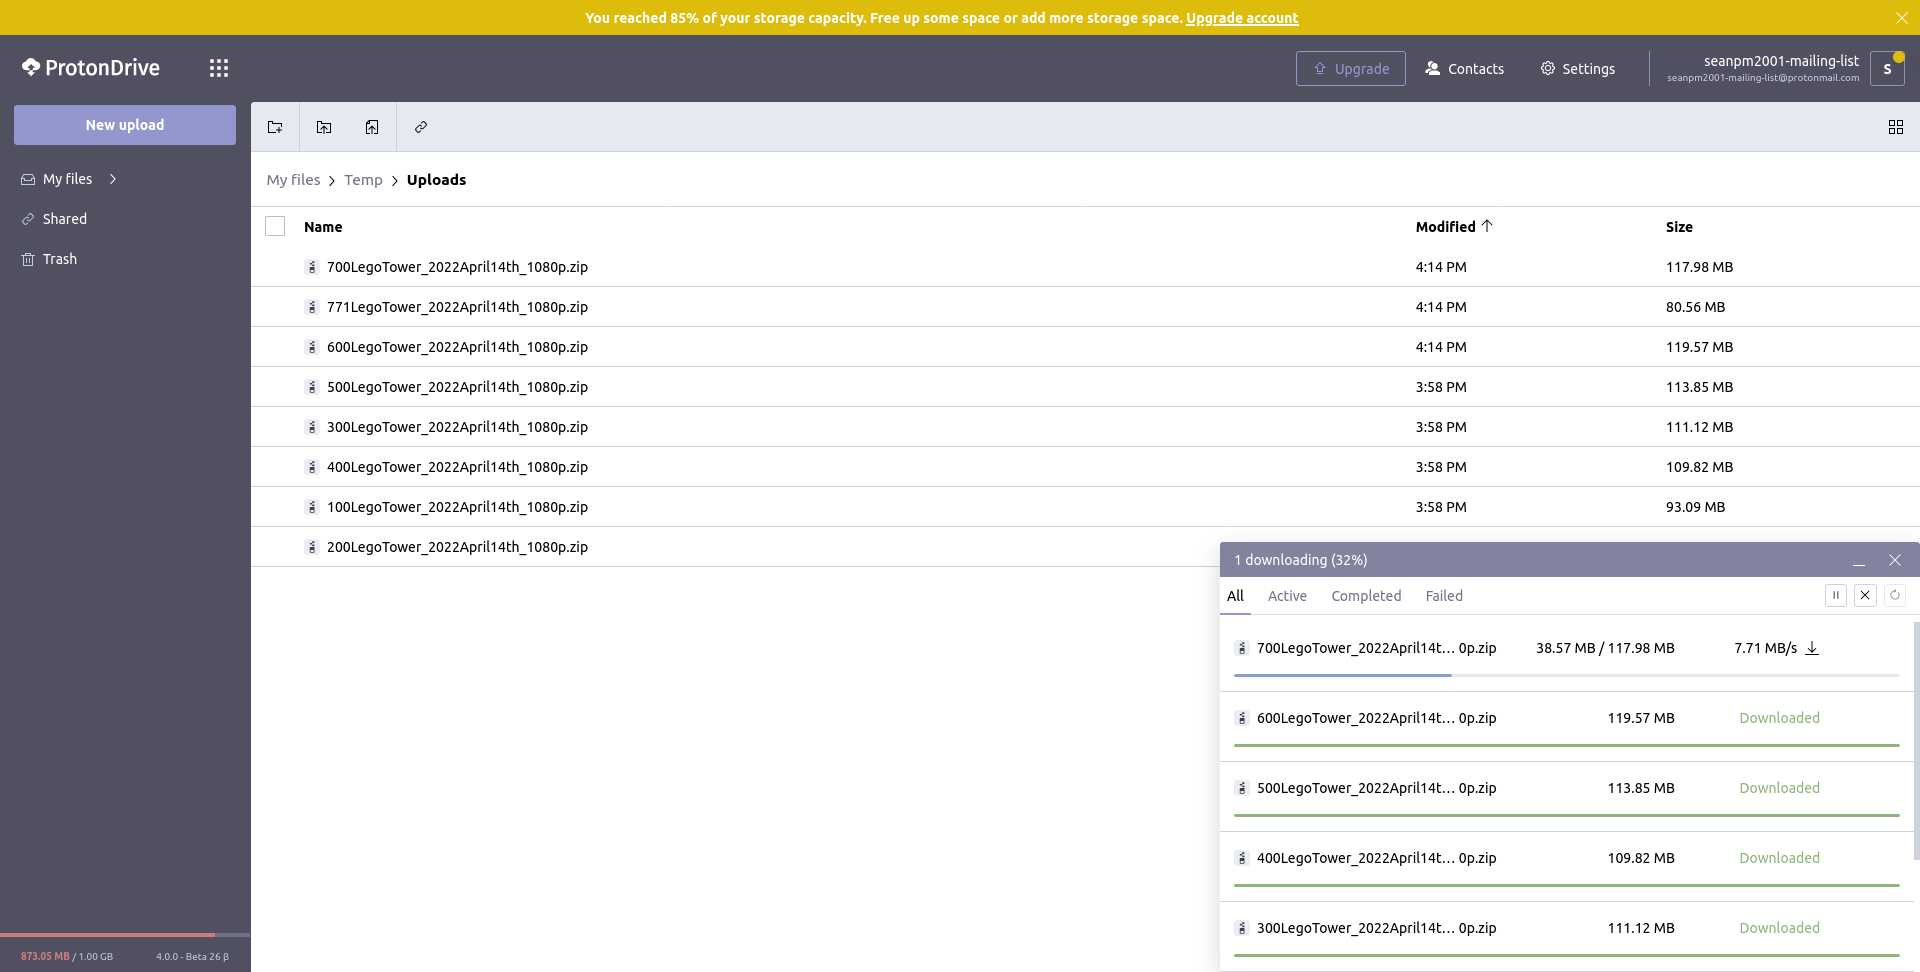 You reached 85% of your storage capacity. Free up some space or add more storage space. Upgrade account
ProtonDrive
Upgrade
Contacts
Settings
seanpm2001-mailing-list
seanpm2001-mailing-list@protonmail.com
S
New upload
My files
Shared
Trash
My files > Temp > Uploads
Name Modified Size
700LegoTower_2022April14th_1080p.zip 4:14 PM 117.98 MB
771LegoTower_2022April14th_1080p.zip 4:14 PM 80.56 MB
600LegoTower_2022April14th_1080p.zip 4:14 PM 119.57 MB
500LegoTower_2022April14th_1080p.zip 3:58 PM 113.85 MB
300LegoTower_2022April14th_1080p.zip 3:58 PM 111.12 MB
400LegoTower_2022April14th_1080p.zip 3:58 PM 109.82 MB
100LegoTower_2022April14th_1080p.zip 3:58 PM 93.09 MB
200LegoTower_2022April14th_1080p.zip
1 downloading (32%)
All Active Completed Failed
700LegoTower_2022April14t... 0p.zip 38.57 MB / 117.98 MB 7.71 MB/s
600LegoTower_2022April14t... 0p.zip 119.57 MB Downloaded
500LegoTower_2022April14t... 0p.zip 113.85 MB Downloaded
400LegoTower_2022April14t... 0p.zip 109.82 MB Downloaded
300LegoTower_2022April14t... 0p.zip 111.12 MB Downloaded
873.05 MB / 1.00 GB 4.0.0 - Beta 26 β